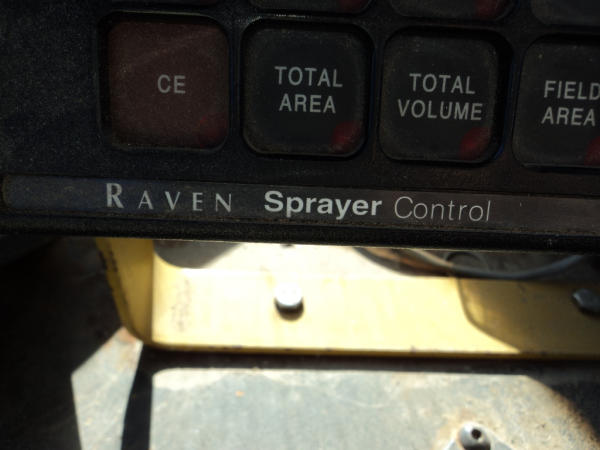 CE
TOTAL AREA
TOTAL VOLUME
FIELD AREA
RAVEN Sprayer Control